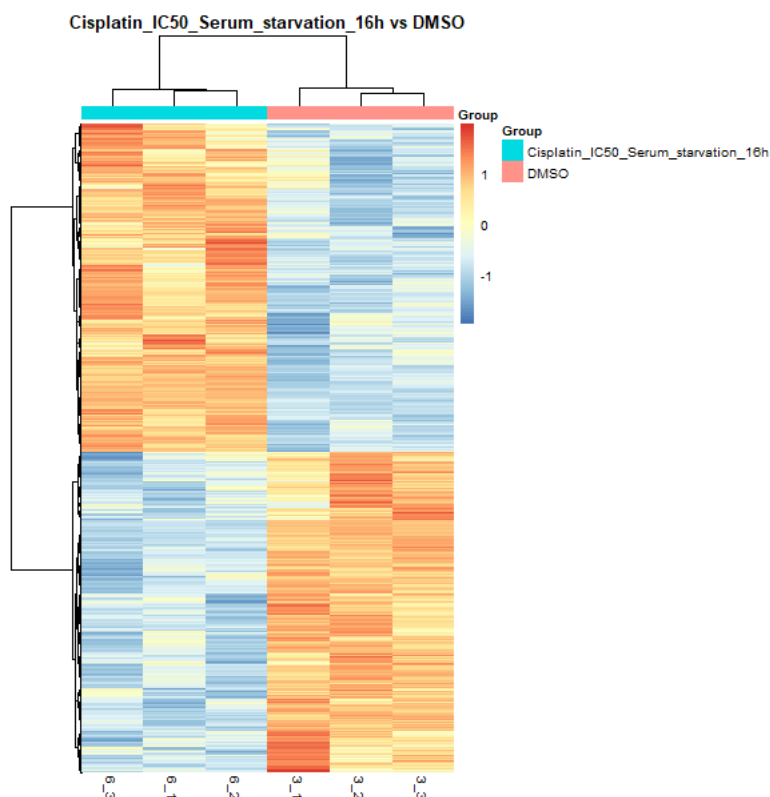 Cisplatin_IC50_Serum_starvation_16h vs DMSO
Group
Group
Cisplatin_IC50_Serum_starvation_16h
DMSO
1
0
-1
6_3
6_1
6_2
3_1
3_2
3_3